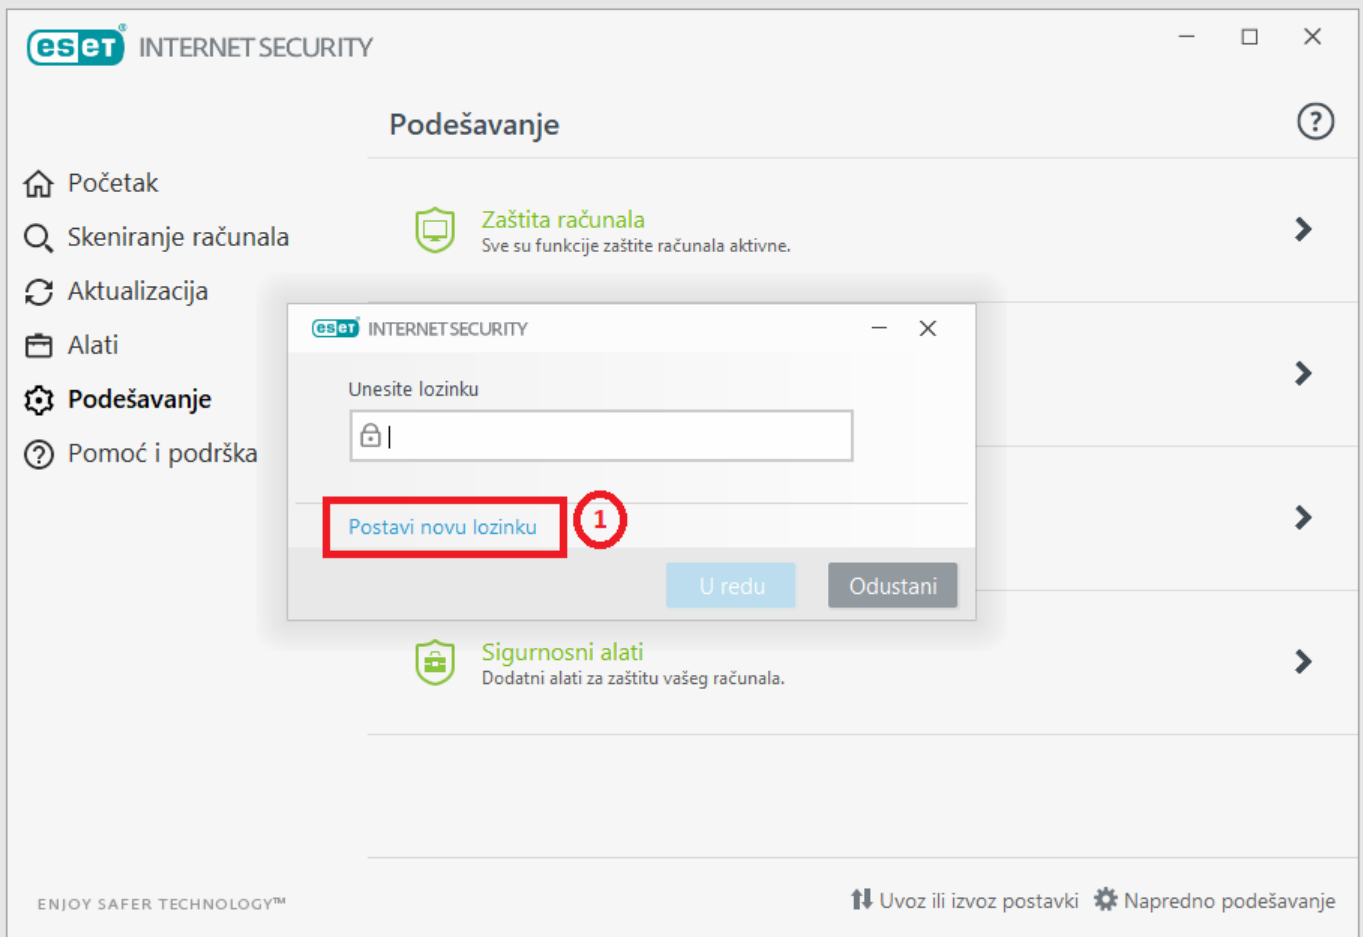 eseT® INTERNET SECURITY
Podešavanje
Početak
Skeniranje računala
Aktualizacija
Alati
Podešavanje
Pomoć i podrška
Zaštita računala
Sve su funkcije zaštite računala aktivne.
eseT INTERNET SECURITY
Unesite lozinku
Postavi novu lozinku
1
U redu
Odustani
Sigurnosni alati
Dodatni alati za zaštitu vašeg računala.
ENJOY SAFER TECHNOLOGY™
Uvoz ili izvoz postavki
Napredno podešavanje